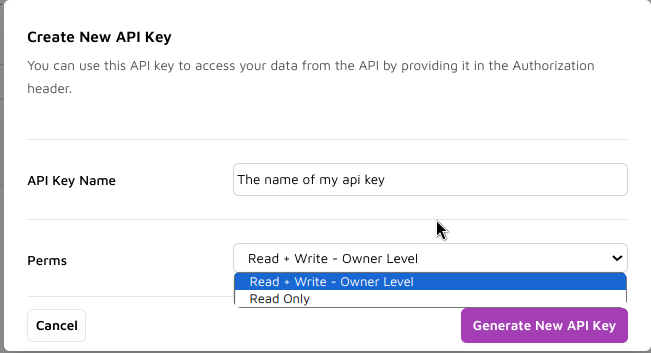 Create New API Key
You can use this API key to access your data from the API by providing it in the Authorization
header.
API Key Name
The name of my api key
Perms
Read + Write - Owner Level
Read + Write - Owner Level
Read Only
Cancel
Generate New API Key